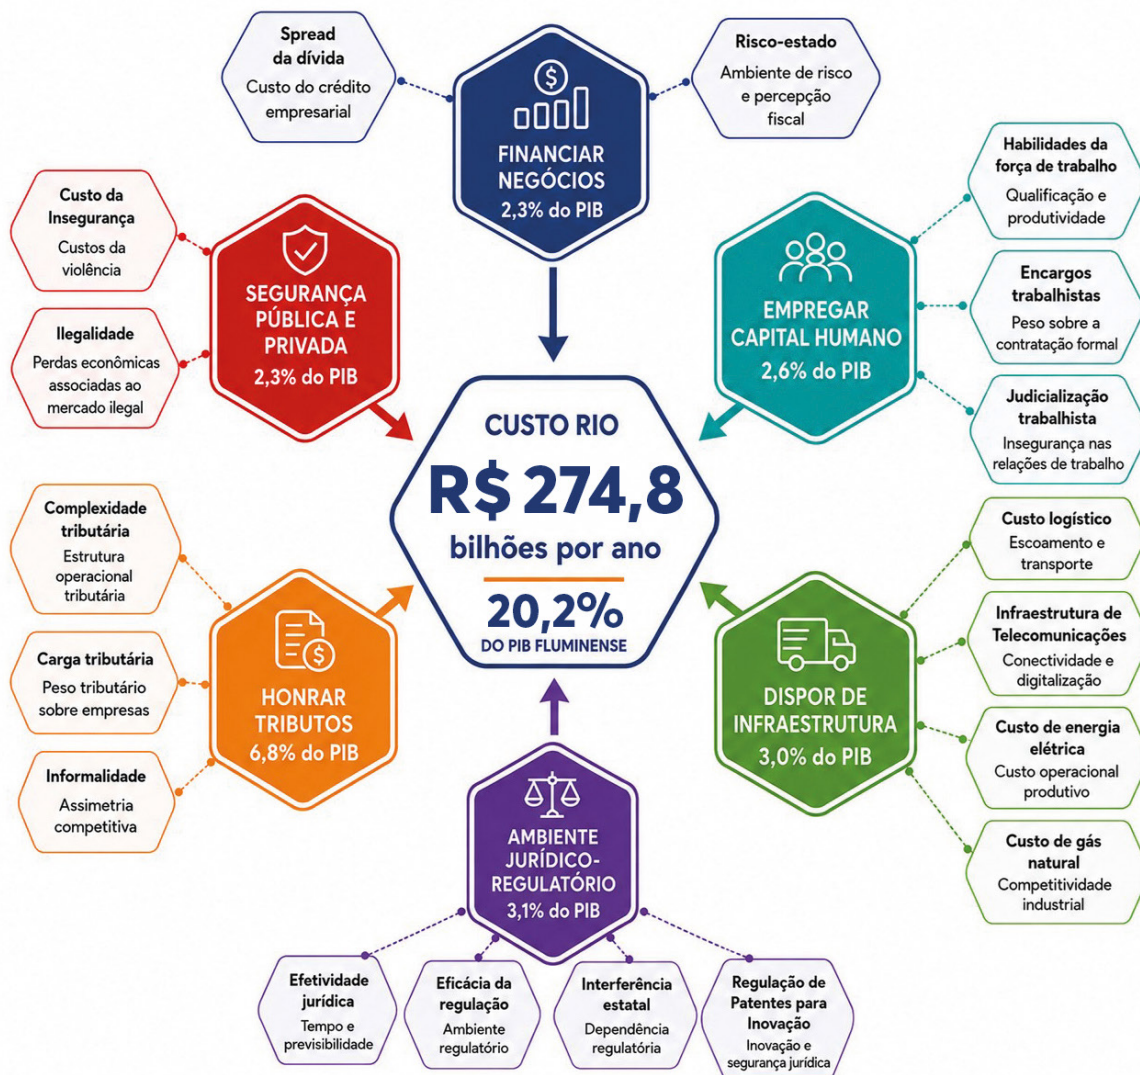 Spread
da dívida
Custo do crédito
empresarial
$
FINANCIAR
NEGÓCIOS
2,3% do PIB
Risco-estado
Ambiente de risco
e percepção
fiscal
Custo da
Insegurança
Custos da
violência
Ilegalidade
Perdas econômicas
associadas ao
mercado ilegal
SEGURANÇA
PÚBLICA E
PRIVADA
2,3% do PIB
EMPREGAR
CAPITAL HUMANO
2,6% do PIB
Habilidades da
força de trabalho
Qualificação e
produtividade
Encargos
trabalhistas
Peso sobre a
contratação formal
Judicialização
trabalhista
Insegurança nas
relações de trabalho
CUSTO RIO
R$ 274,8
bilhões por ano
20,2%
DO PIB FLUMINENSE
Complexidade
tributária
Estrutura
operacional
tributária
Carga tributária
Peso tributário
sobre empresas
Informalidade
Assimetria
competitiva
$
HONRAR
TRIBUTOS
6,8% do PIB
DISPOR DE
INFRAESTRUTURA
3,0% do PIB
Custo logístico
Escoamento e
transporte
Infraestrutura de
Telecomunicações
Conectividade e
digitalização
Custo de energia
elétrica
Custo operacional
produtivo
Custo de gás
natural
Competitividade
industrial
AMBIENTE
JURÍDICO-
REGULATÓRIO
3,1% do PIB
Efetividade
jurídica
Tempo e
previsibilidade
Eficácia da
regulação
Ambiente
regulatório
Interferência
estatal
Dependência
regulatória
Regulação de
Patentes para
Inovação
Inovação e
segurança jurídica